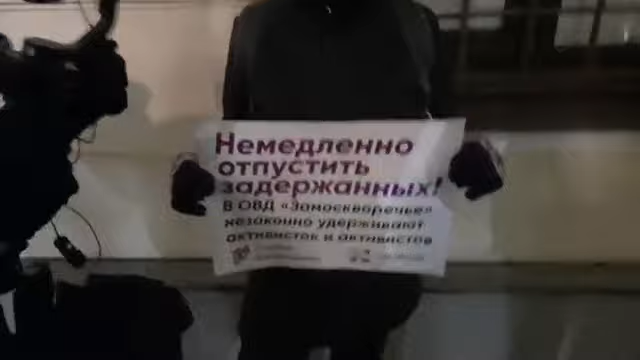 Немедленно
отпустить
задержанных!
В ОВД «Замоскворечье»
незаконно удерживают
активисток и активистов